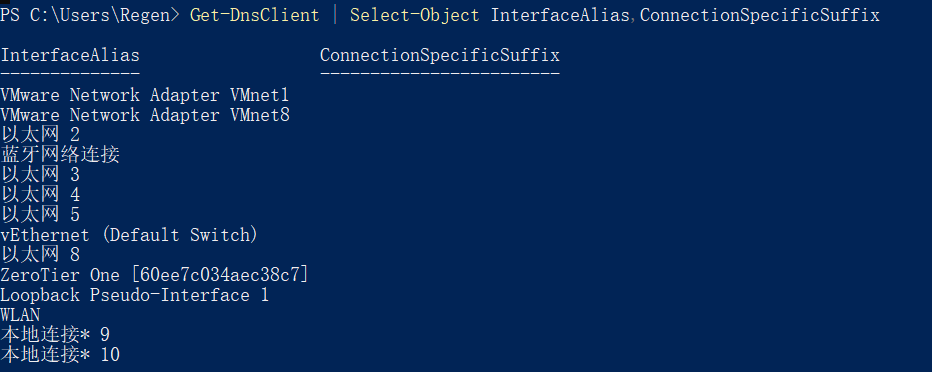 PS C:\Users\Regen> Get-DnsClient | Select-Object InterfaceAlias,ConnectionSpecificSuffix
InterfaceAlias ConnectionSpecificSuffix
-------------- ------------------------
VMware Network Adapter VMnet1
VMware Network Adapter VMnet8
以太网 2
蓝牙网络连接
以太网 3
以太网 4
以太网 5
vEthernet (Default Switch)
以太网 8
ZeroTier One [60ee7c034aec38c7]
Loopback Pseudo-Interface 1
WLAN
本地连接* 9
本地连接* 10